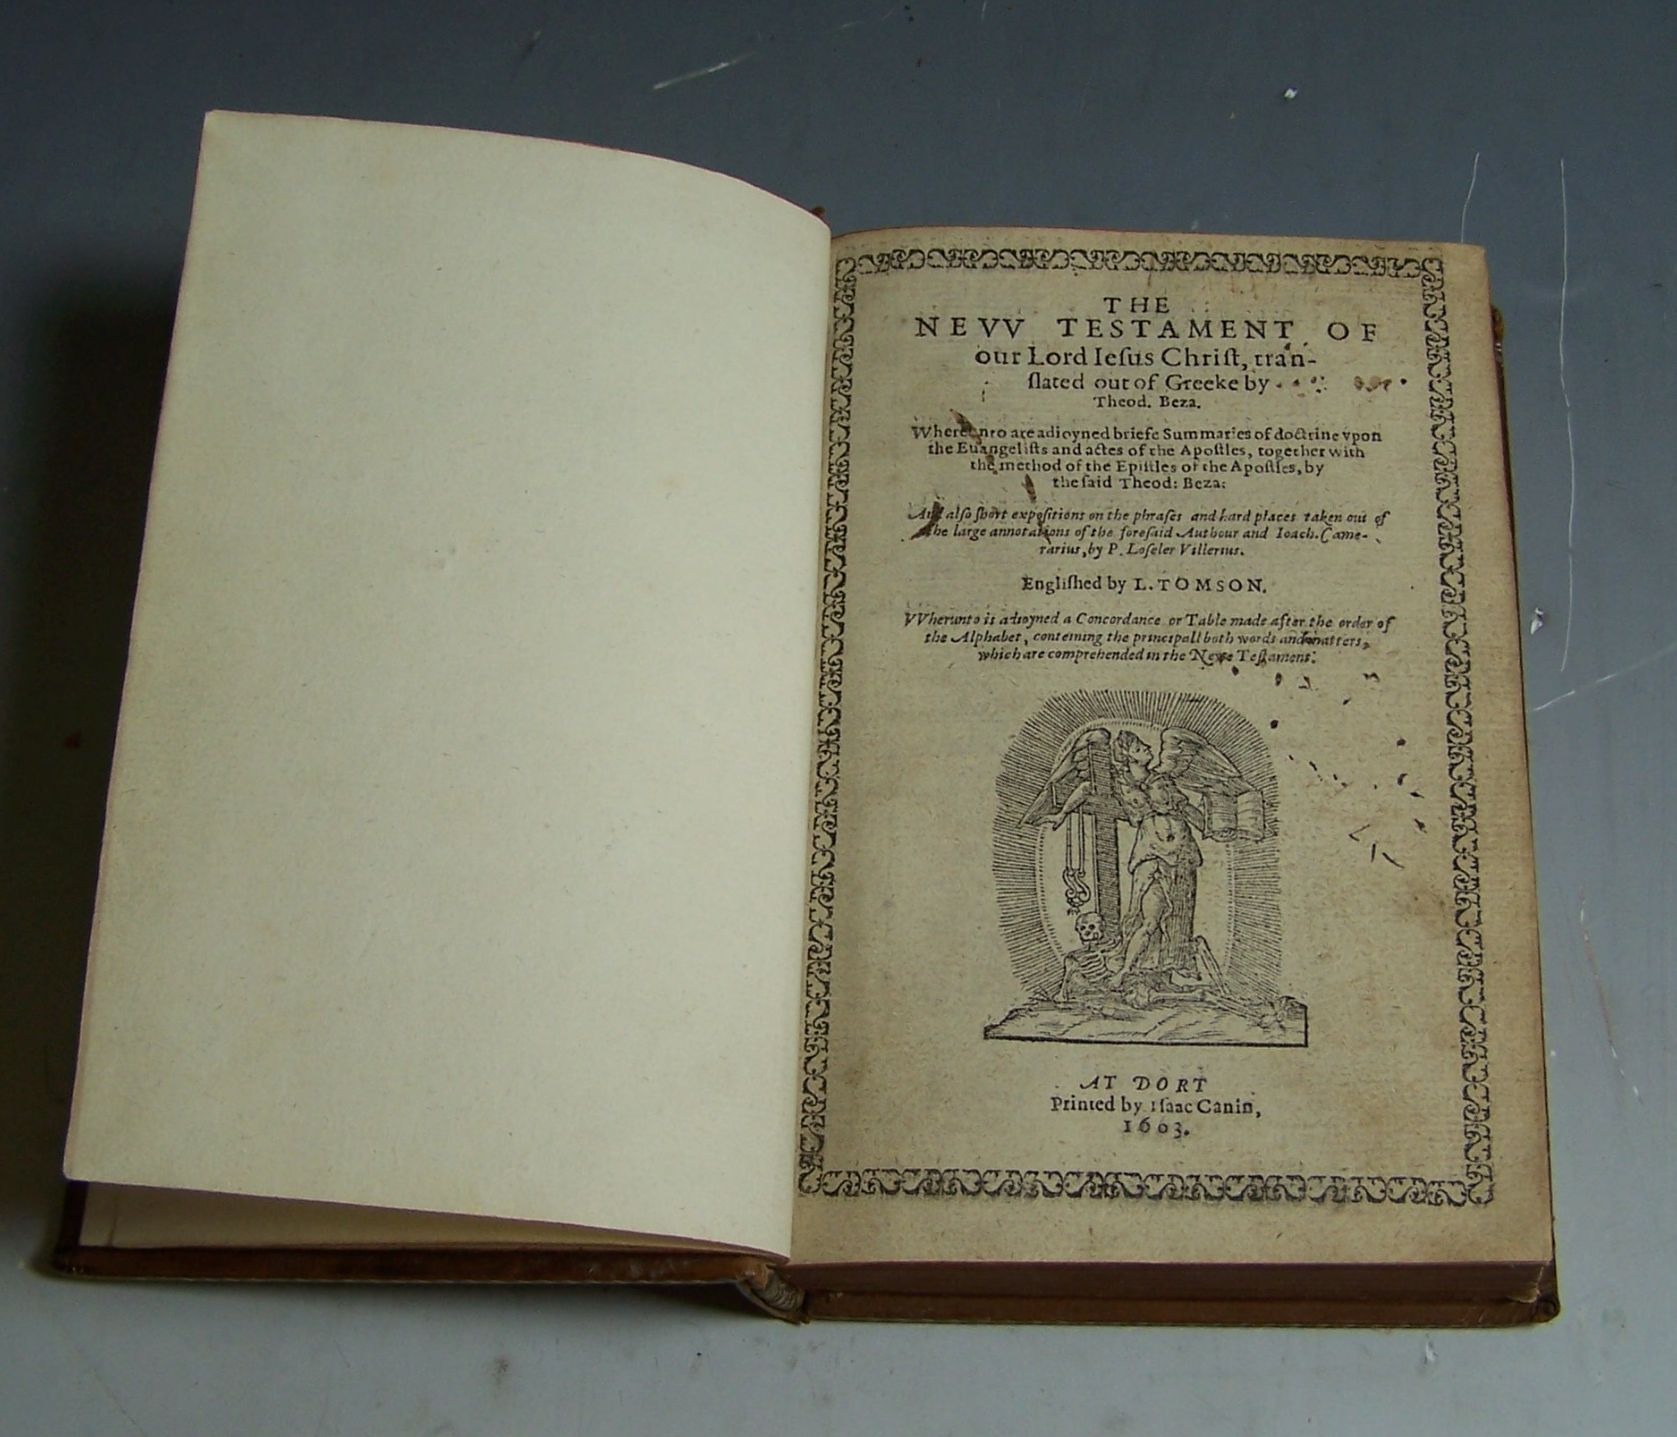 THE
NEVV TESTAMENT OF
our Lord Ieſus Chriſt, tran-
ſlated out of Greeke by
Theod. Beza.
Whereunto are adioyned briefe Summaries of doctrine vpon
the Euangeliſts and actes of the Apoſtles, together with
the method of the Epiſtles of the Apoſtles, by
the ſaid Theod: Beza:
And alſo ſhort expoſitions on the phraſes and hard places taken out of
the large annotations of the foreſaid Authour and Ioach. Came-
rarius, by P. Loſeler Villerius.
Engliſhed by L. TOMSON.
VVherunto is adioyned a Concordance or Table made after the order of
the Alphabet, conteining the principall both words and matters,
which are comprehended in the Newe Teſtament.
AT DORT
Printed by Iſaac Canin,
1603.